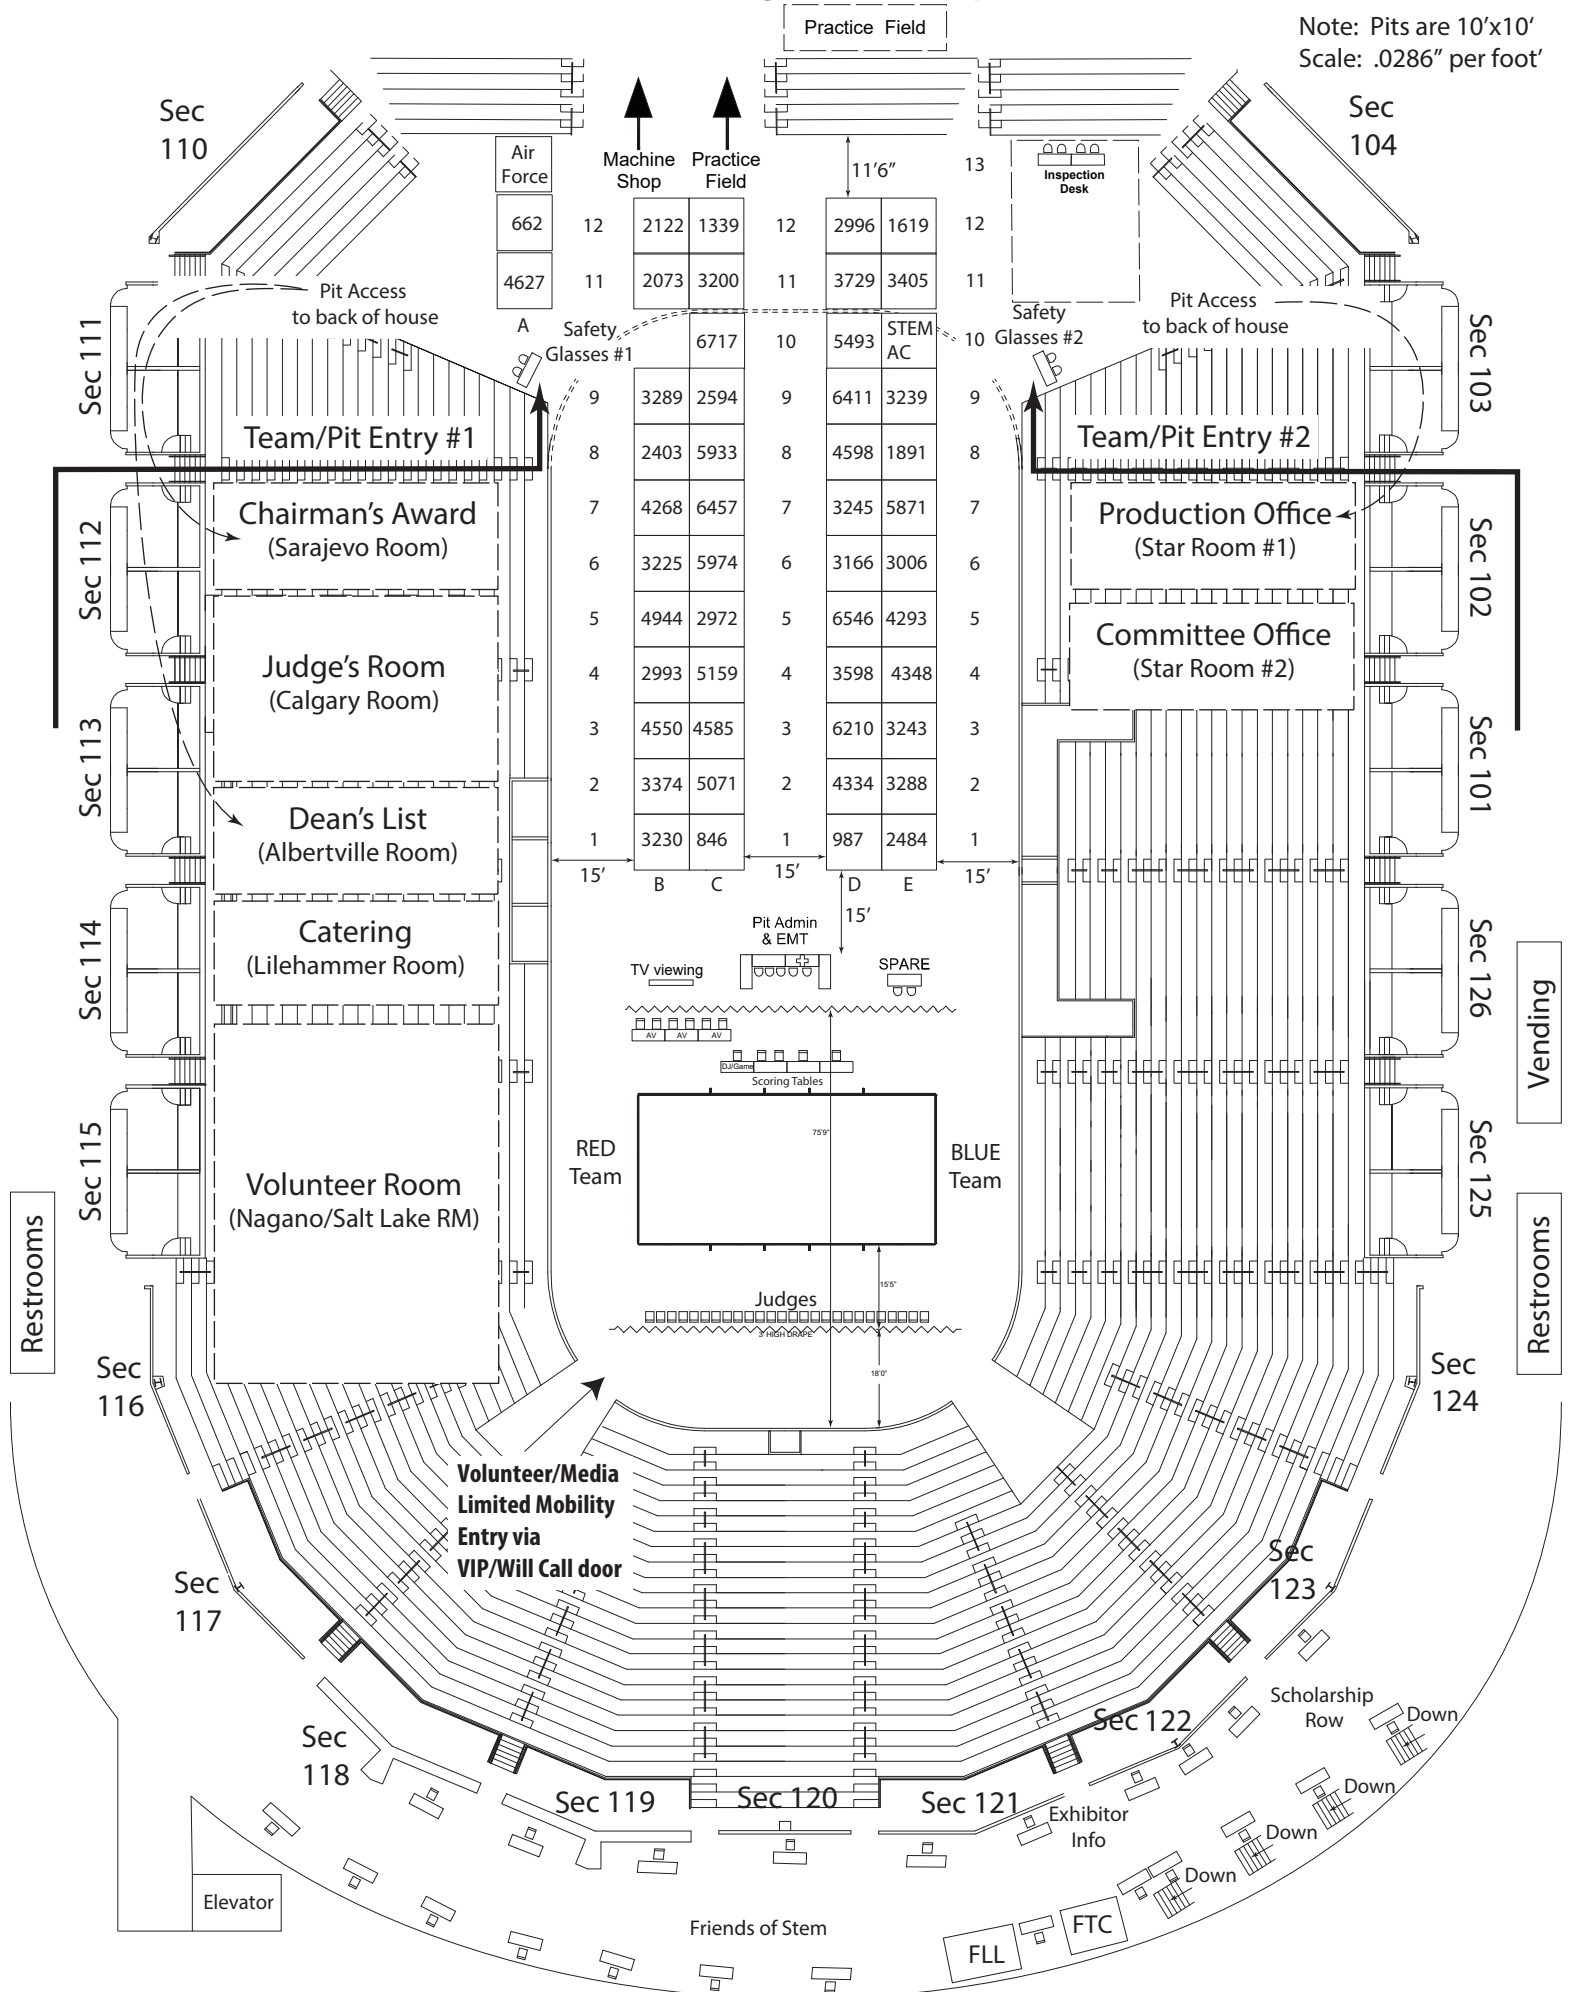 Practice Field
Note: Pits are 10'x10'
Scale: .0286" per foot'
Sec
110
Sec
104
Air
Force
Machine
Shop
Practice
Field
11'6"
13
Inspection
Desk
662
12
2122
1339
12
2996
1619
12
4627
11
2073
3200
11
3729
3405
11
A
Pit Access
to back of house
Safety
Glasses #1
Safety
Glasses #2
Pit Access
to back of house
6717
10
5493
STEM
AC
10
Sec 111
Sec 103
9
3289
2594
9
6411
3239
9
Team/Pit Entry #1
Team/Pit Entry #2
8
2403
5933
8
4598
1891
8
7
4268
6457
7
3245
5871
7
Chairman's Award
(Sarajevo Room)
Production Office
(Star Room #1)
Sec 112
Sec 102
6
3225
5974
6
3166
3006
6
5
4944
2972
5
6546
4293
5
Committee Office
(Star Room #2)
Judge's Room
(Calgary Room)
4
2993
5159
4
3598
4348
4
Sec 113
Sec 101
3
4550
4585
3
6210
3243
3
2
3374
5071
2
4334
3288
2
Dean's List
(Albertville Room)
1
3230
846
1
987
2484
1
15'
15'
15'
B
C
D
E
15'
Sec 114
Sec 126
Catering
(Lilehammer Room)
Pit Admin
& EMT
TV viewing
SPARE
Vending
AV
AV
AV
DJ/Game
Scoring Tables
75'9"
RED
Team
BLUE
Team
Sec 115
Sec 125
Volunteer Room
(Nagano/Salt Lake RM)
Restrooms
Restrooms
15'5"
Judges
3' HIGH DRAPE
18'0"
Sec
116
Sec
124
Volunteer/Media
Limited Mobility
Entry via
VIP/Will Call door
Sec
117
Sec
123
Sec
118
Sec 119
Sec 120
Sec 121
Sec 122
Scholarship
Row
Down
Down
Down
Down
Exhibitor
Info
Elevator
Friends of Stem
FLL
FTC